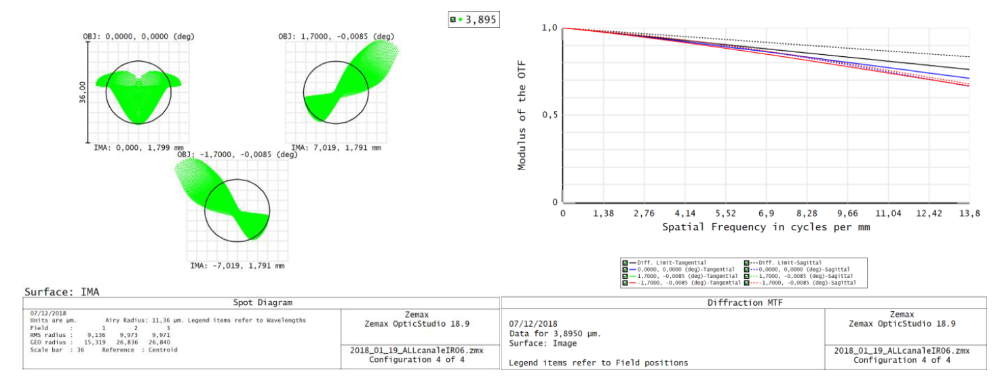 3,895
OBJ: 0,0000, 0,0000 (deg)
OBJ: 1,7000, -0,0085 (deg)
36,00
IMA: 0,000, 1,799 mm
IMA: 7,019, 1,791 mm
OBJ: -1,7000, -0,0085 (deg)
IMA: -7,019, 1,791 mm
Surface: IMA
Spot Diagram
07/12/2018
Units are µm. Airy Radius: 11,36 µm. Legend items refer to Wavelengths
Field : 1 2 3
RMS radius : 9,136 9,973 9,971
GEO radius : 15,319 26,836 26,840
Scale bar : 36 Reference : Centroid
Zemax
Zemax OpticStudio 18.9
2018_01_19_ALLcanaleIR06.zmx
Configuration 4 of 4
1,0
0,5
0
Modulus of the OTF
0 1,38 2,76 4,14 5,52 6,9 8,28 9,66 11,04 12,42 13,8
Spatial Frequency in cycles per mm
Diff. Limit-Tangential Diff. Limit-Sagittal
0,0000, 0,0000 (deg)-Tangential 0,0000, 0,0000 (deg)-Sagittal
1,7000, -0,0085 (deg)-Tangential 1,7000, -0,0085 (deg)-Sagittal
-1,7000, -0,0085 (deg)-Tangential -1,7000, -0,0085 (deg)-Sagittal
Diffraction MTF
07/12/2018
Data for 3,8950 µm.
Surface: Image
Legend items refer to Field positions
Zemax
Zemax OpticStudio 18.9
2018_01_19_ALLcanaleIR06.zmx
Configuration 4 of 4